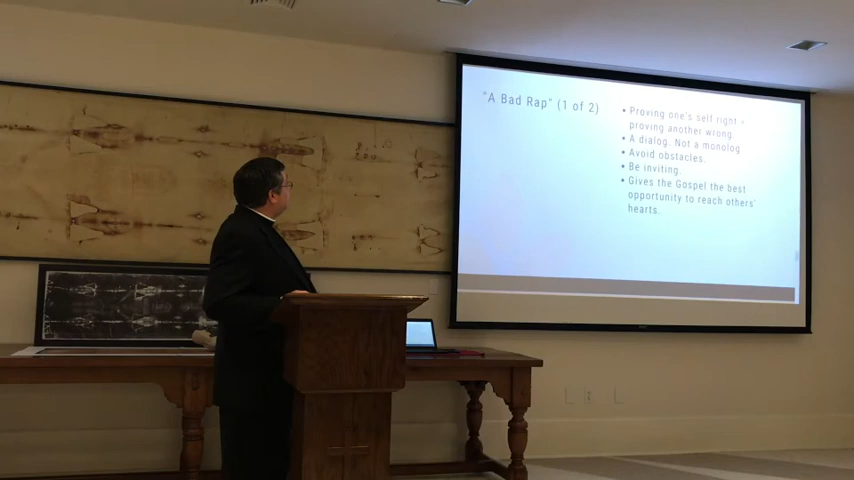 "A Bad Rap" (1 of 2)
• Proving one's self right =
proving another wrong.
• A dialog. Not a monolog.
• Avoid obstacles.
• Be inviting.
• Gives the Gospel the best
opportunity to reach others'
hearts.